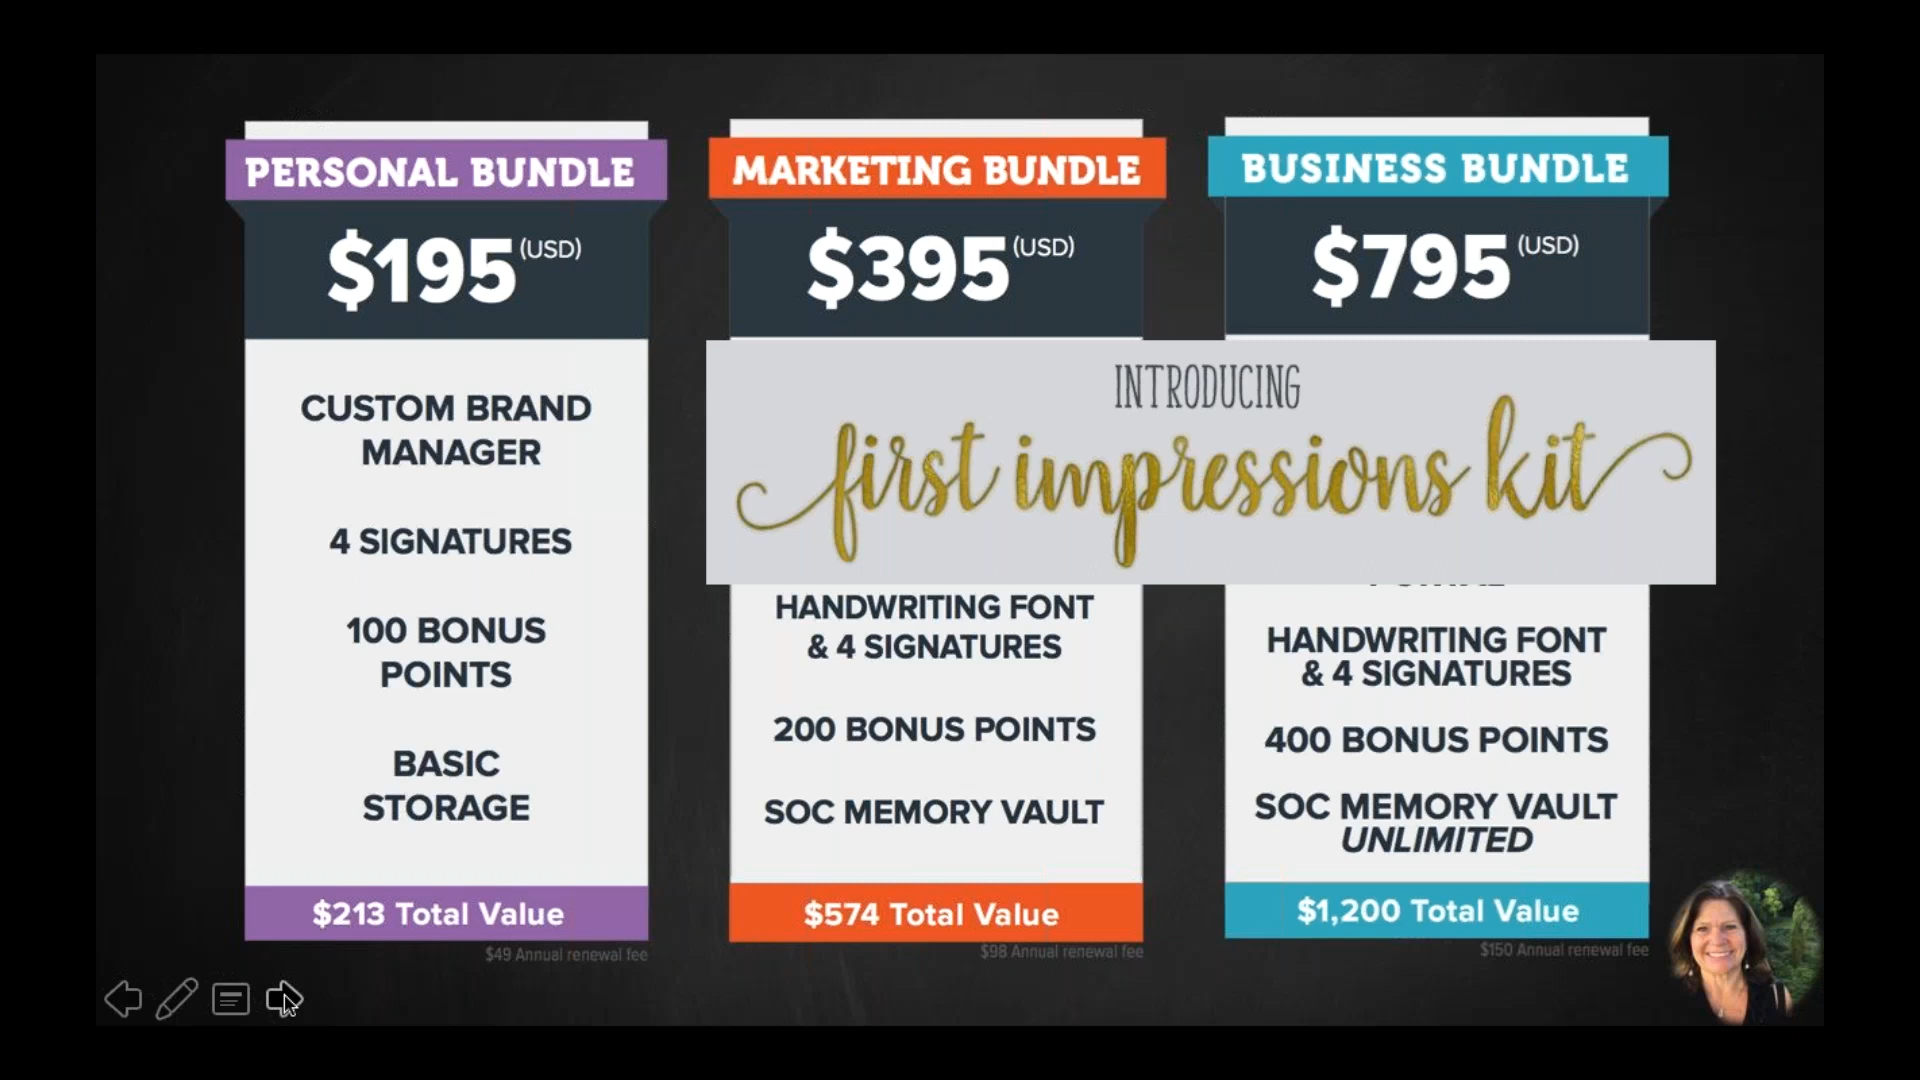 PERSONAL BUNDLE
$195 (USD)
CUSTOM BRAND
MANAGER
4 SIGNATURES
100 BONUS
POINTS
BASIC
STORAGE
$213 Total Value
$49 Annual renewal fee
MARKETING BUNDLE
$395 (USD)
BUSINESS BUNDLE
$795 (USD)
INTRODUCING
first impressions kit
HANDWRITING FONT
& 4 SIGNATURES
200 BONUS POINTS
SOC MEMORY VAULT
$574 Total Value
$98 Annual renewal fee
HANDWRITING FONT
& 4 SIGNATURES
400 BONUS POINTS
SOC MEMORY VAULT
UNLIMITED
$1,200 Total Value
$150 Annual renewal fee